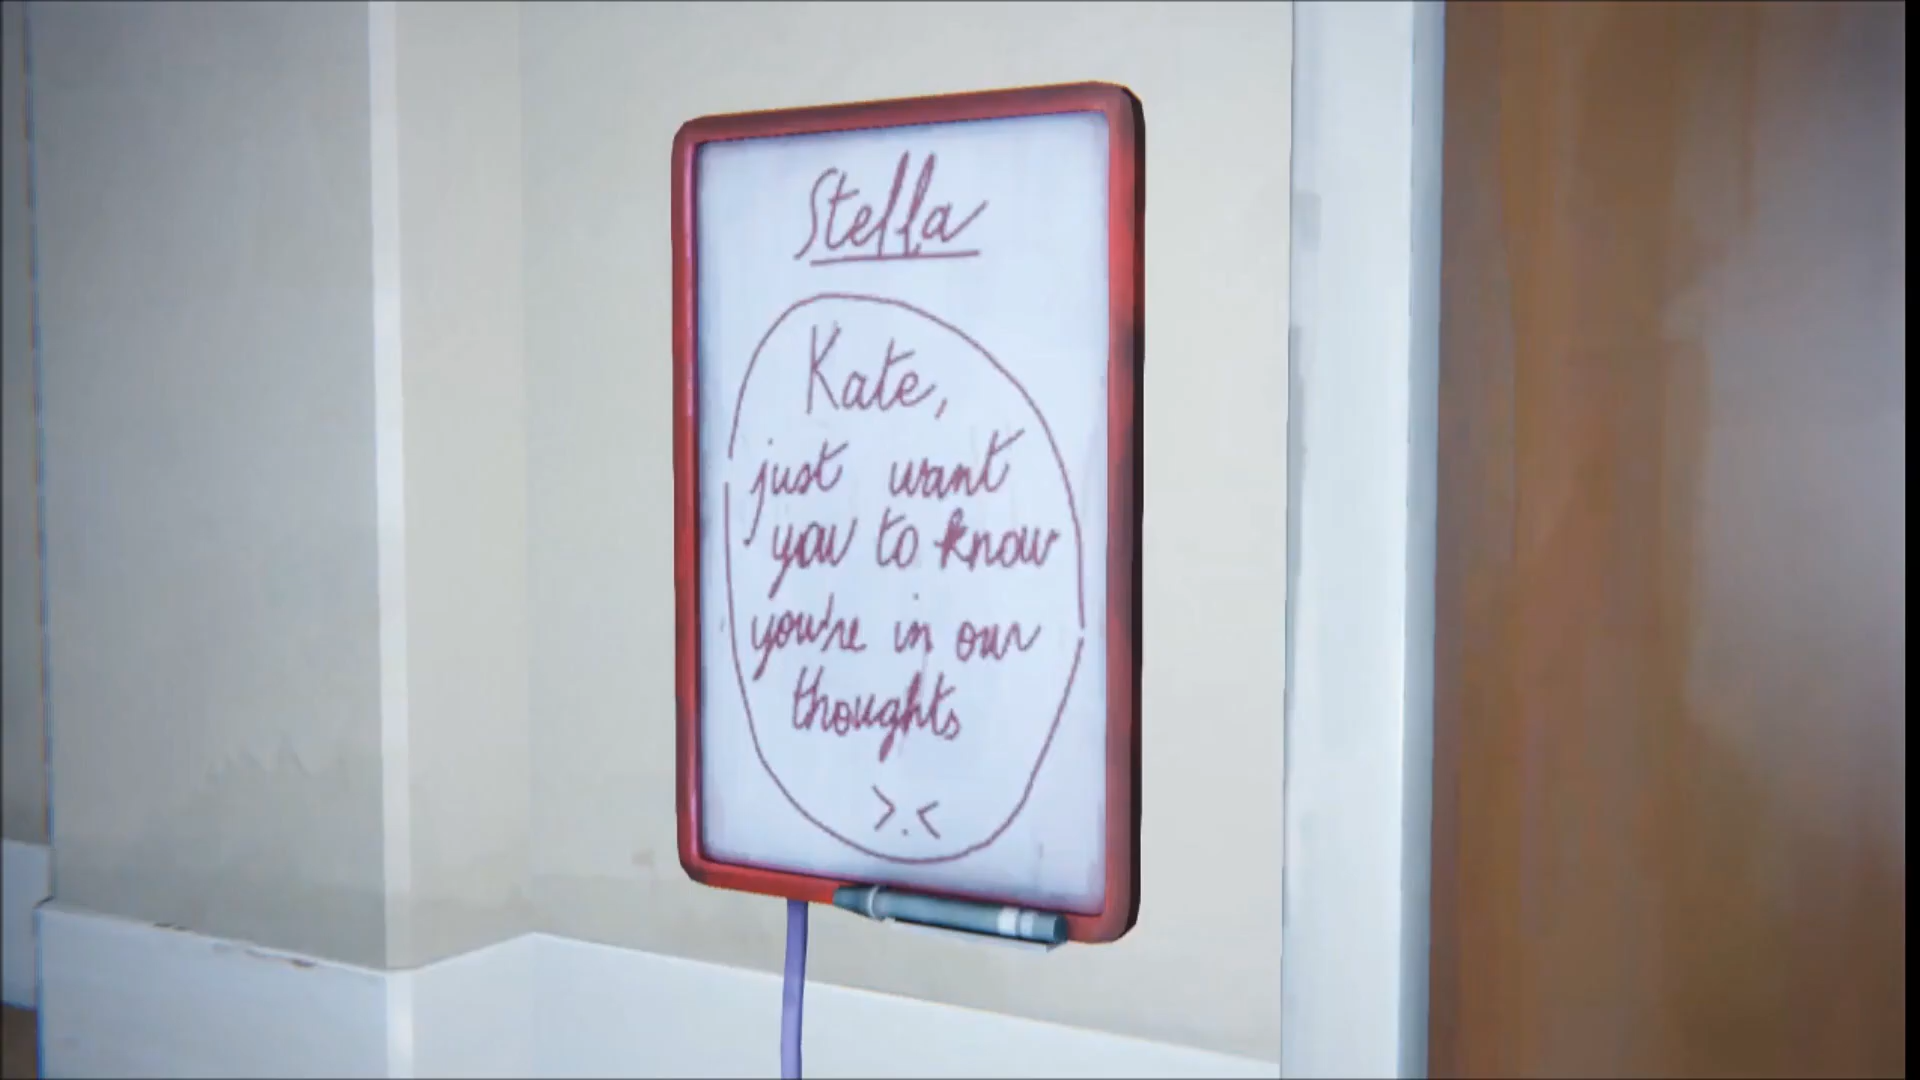 Stella
Kate,
just want
you to know
you're in our
thoughts
>.<